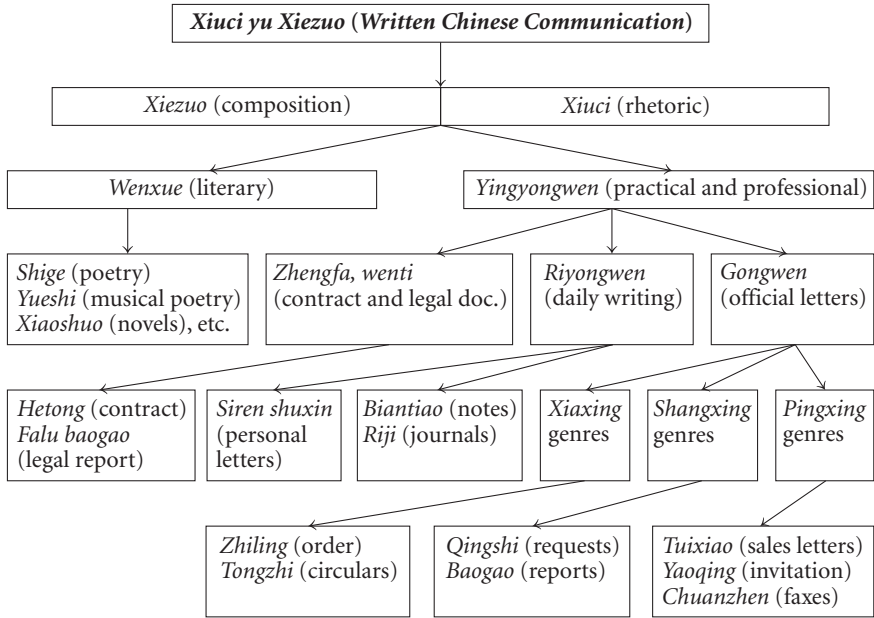 Xiuci yu Xiezuo (Written Chinese Communication)
Xiezuo (composition)
Xiuci (rhetoric)
Wenxue (literary)
Yingyongwen (practical and professional)
Shige (poetry)
Yueshi (musical poetry)
Xiaoshuo (novels), etc.
Zhengfa, wenti
(contract and legal doc.)
Riyongwen
(daily writing)
Gongwen
(official letters)
Hetong (contract)
Falu baogao
(legal report)
Siren shuxin
(personal
letters)
Biantiao (notes)
Riji (journals)
Xiaxing
genres
Shangxing
genres
Pingxing
genres
Zhiling (order)
Tongzhi (circulars)
Qingshi (requests)
Baogao (reports)
Tuixiao (sales letters)
Yaoqing (invitation)
Chuanzhen (faxes)